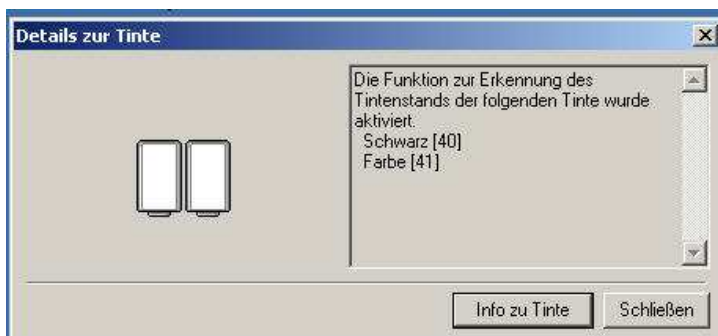 Details zur Tinte
Die Funktion zur Erkennung des
Tintenstands der folgenden Tinte wurde
aktiviert.
Schwarz [40]
Farbe [41]
Info zu Tinte
Schließen